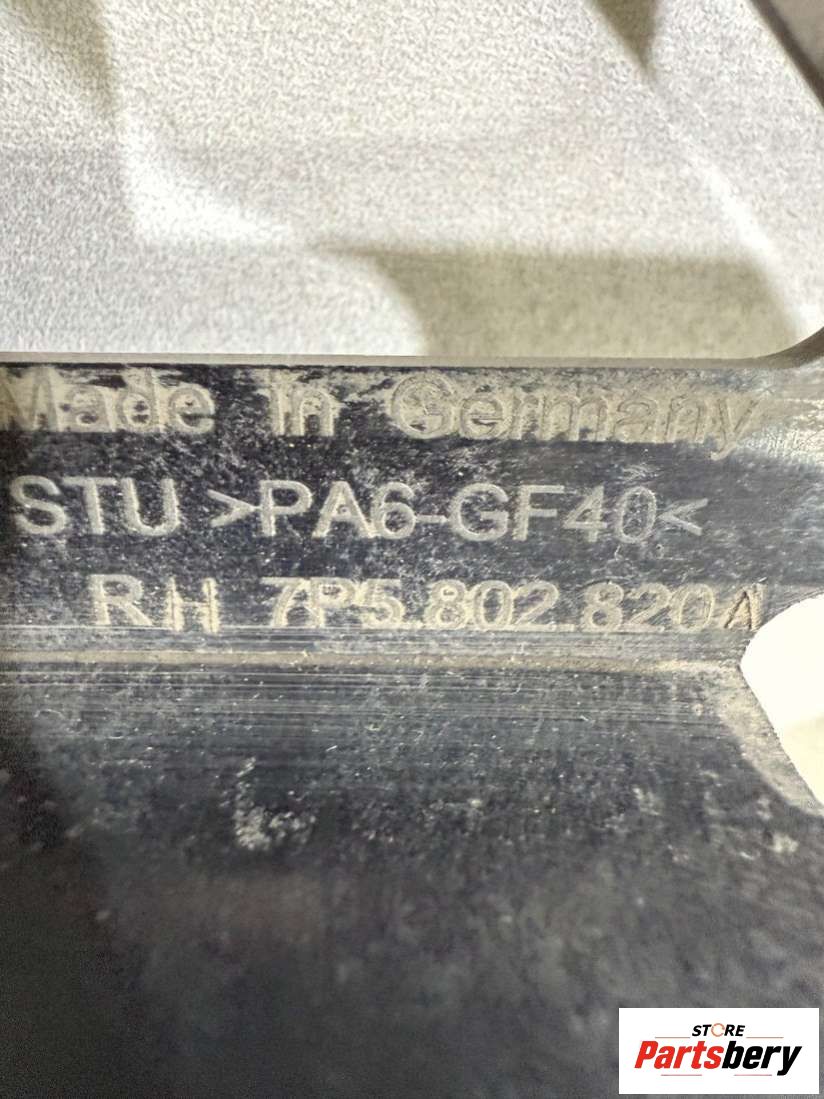 Made in Germany
STU >PA6-GF40<
RH 7P5.802.820A
STORE
Partsbery